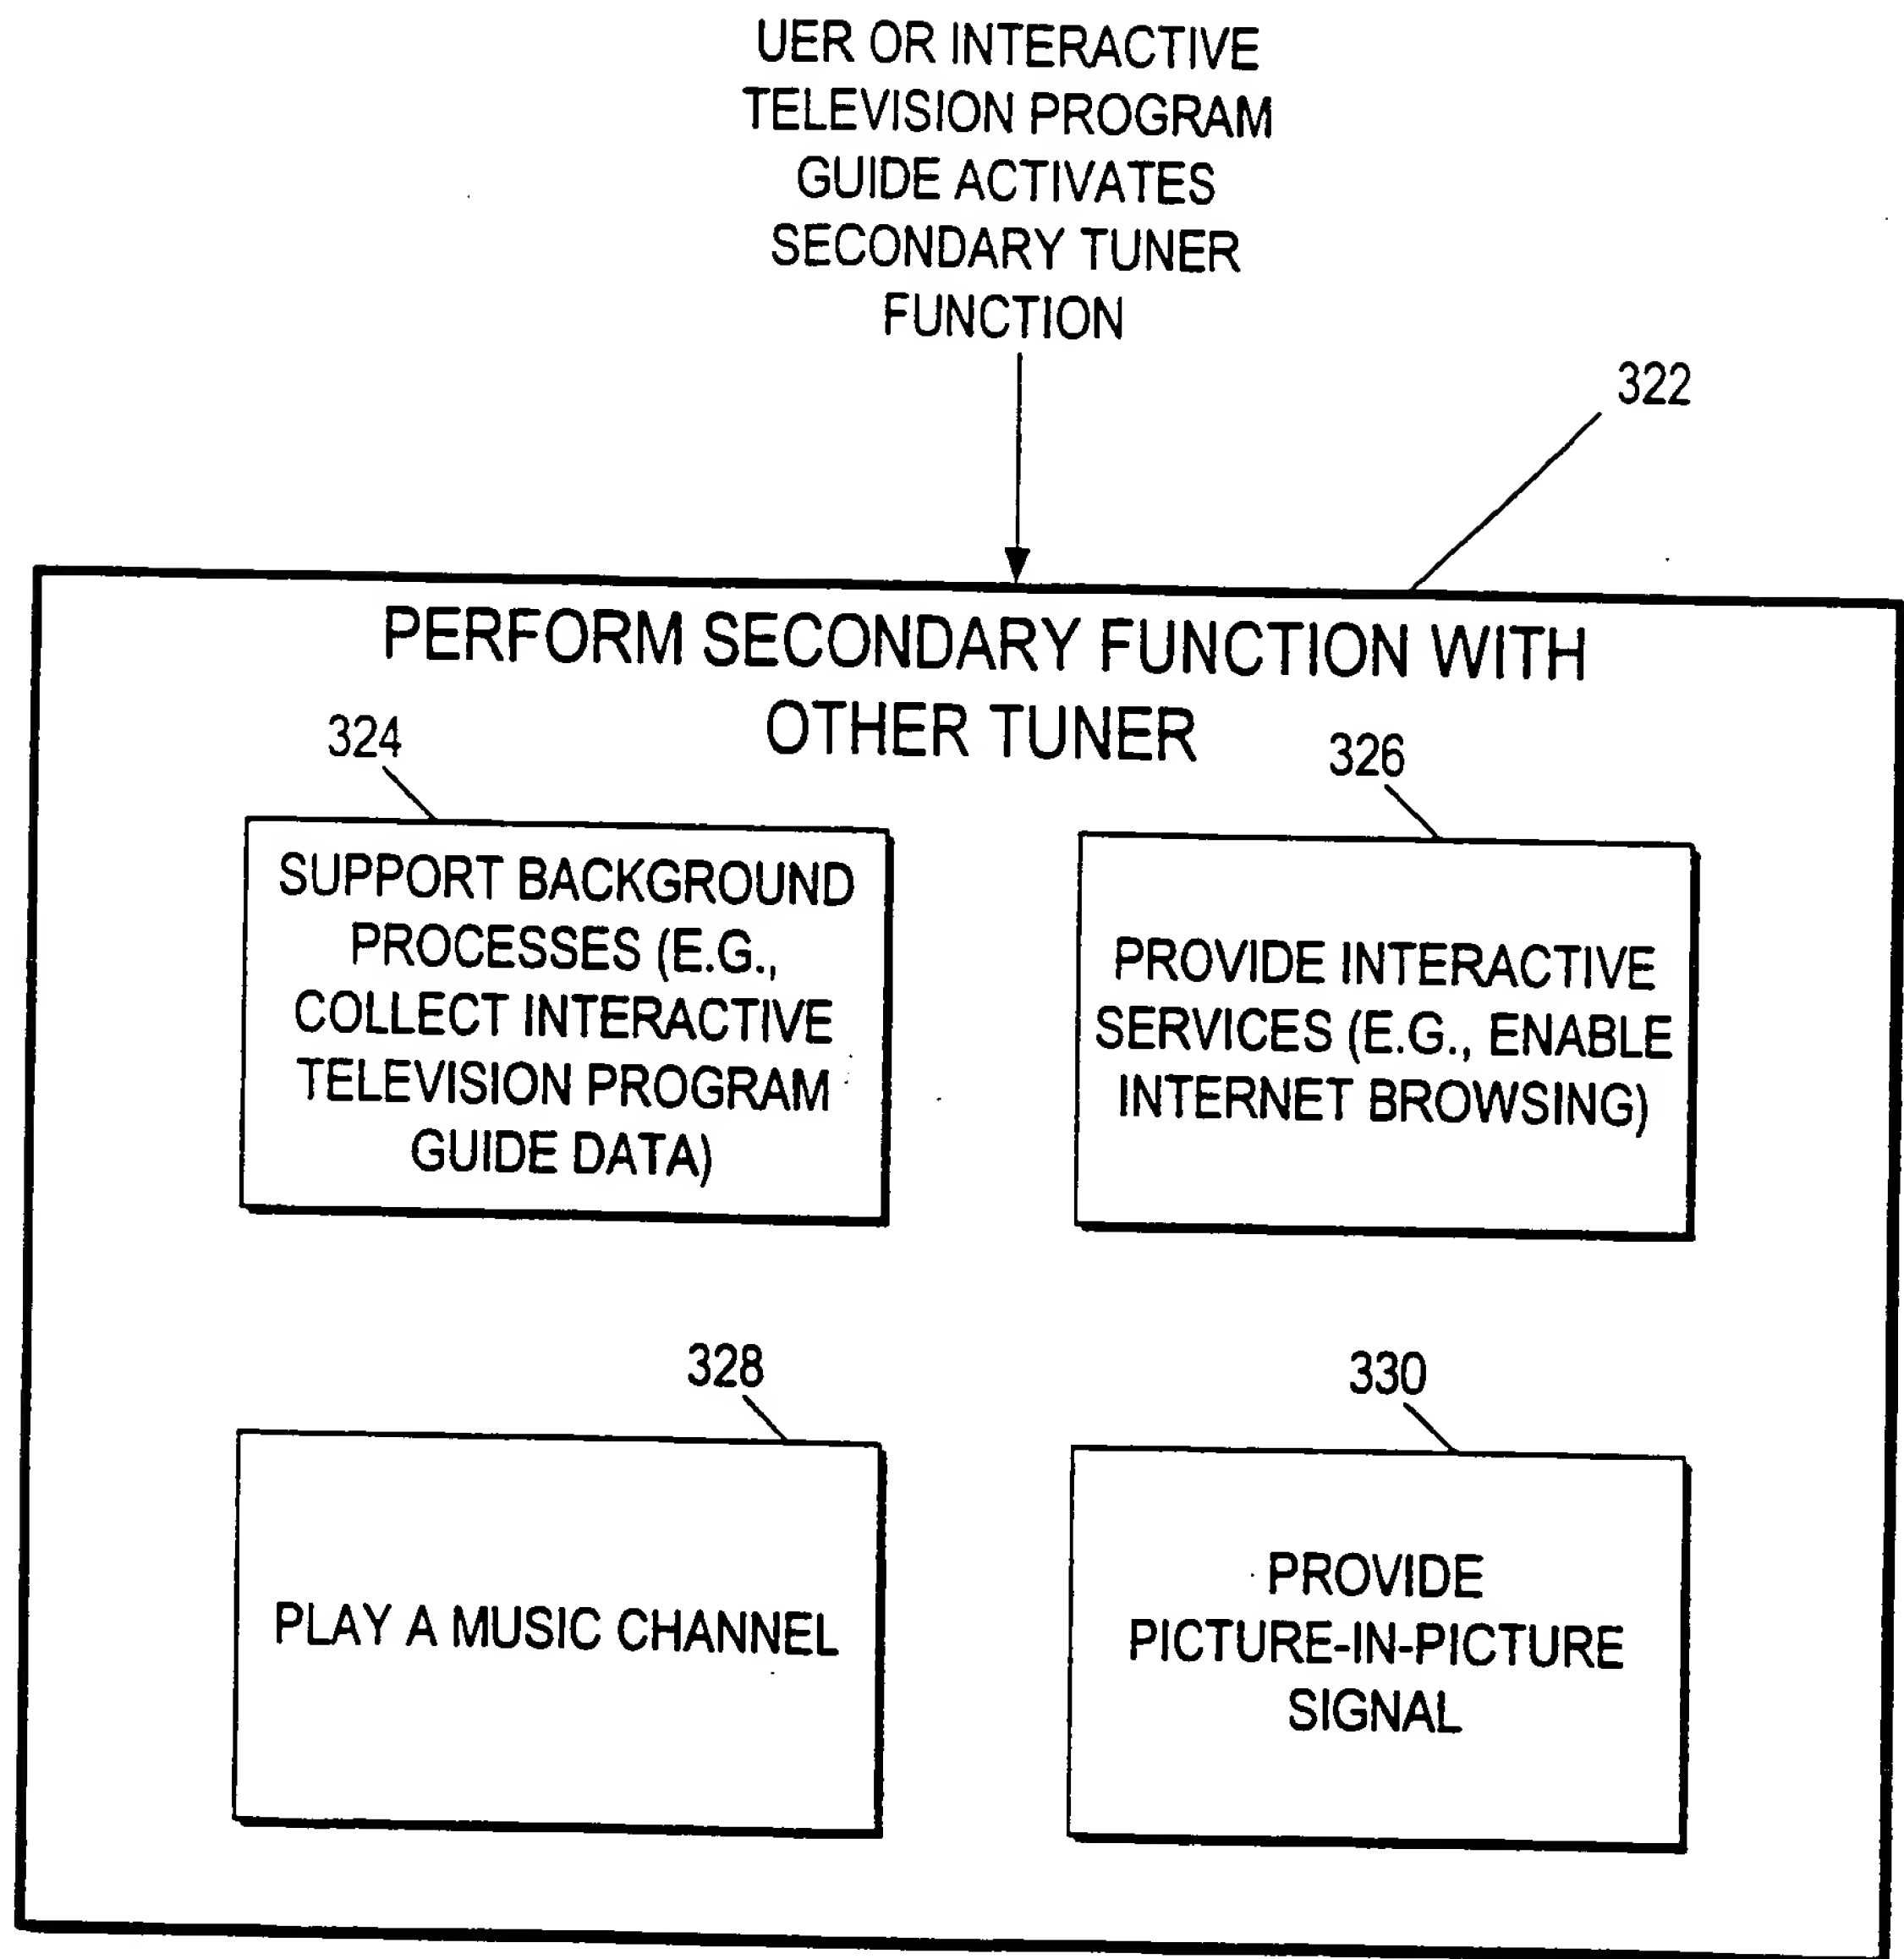 UER OR INTERACTIVE
TELEVISION PROGRAM
GUIDE ACTIVATES
SECONDARY TUNER
FUNCTION
322
PERFORM SECONDARY FUNCTION WITH
OTHER TUNER
324
326
SUPPORT BACKGROUND
PROCESSES (E.G.,
COLLECT INTERACTIVE
TELEVISION PROGRAM
GUIDE DATA)
PROVIDE INTERACTIVE
SERVICES (E.G., ENABLE
INTERNET BROWSING)
328
330
PLAY A MUSIC CHANNEL
PROVIDE
PICTURE-IN-PICTURE
SIGNAL